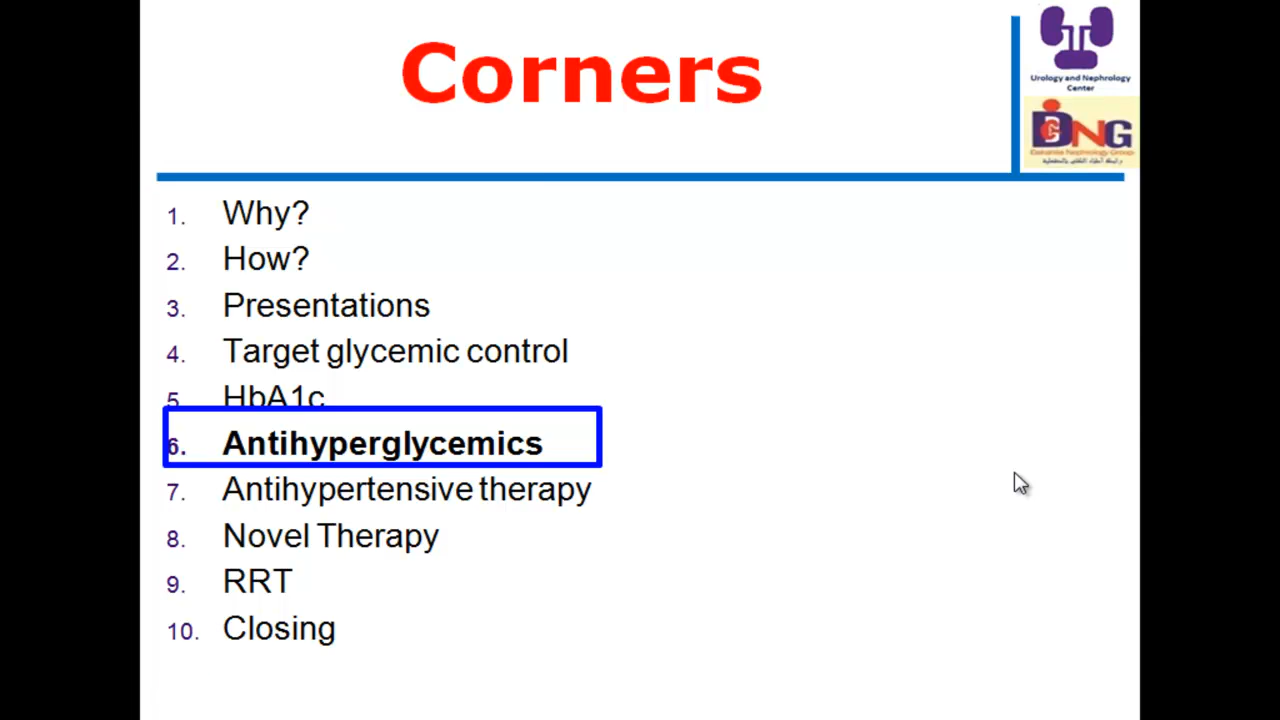 Corners
Urology and Nephrology
Center
DCNG
1. Why?
2. How?
3. Presentations
4. Target glycemic control
5. HbA1c
6. Antihyperglycemics
7. Antihypertensive therapy
8. Novel Therapy
9. RRT
10. Closing